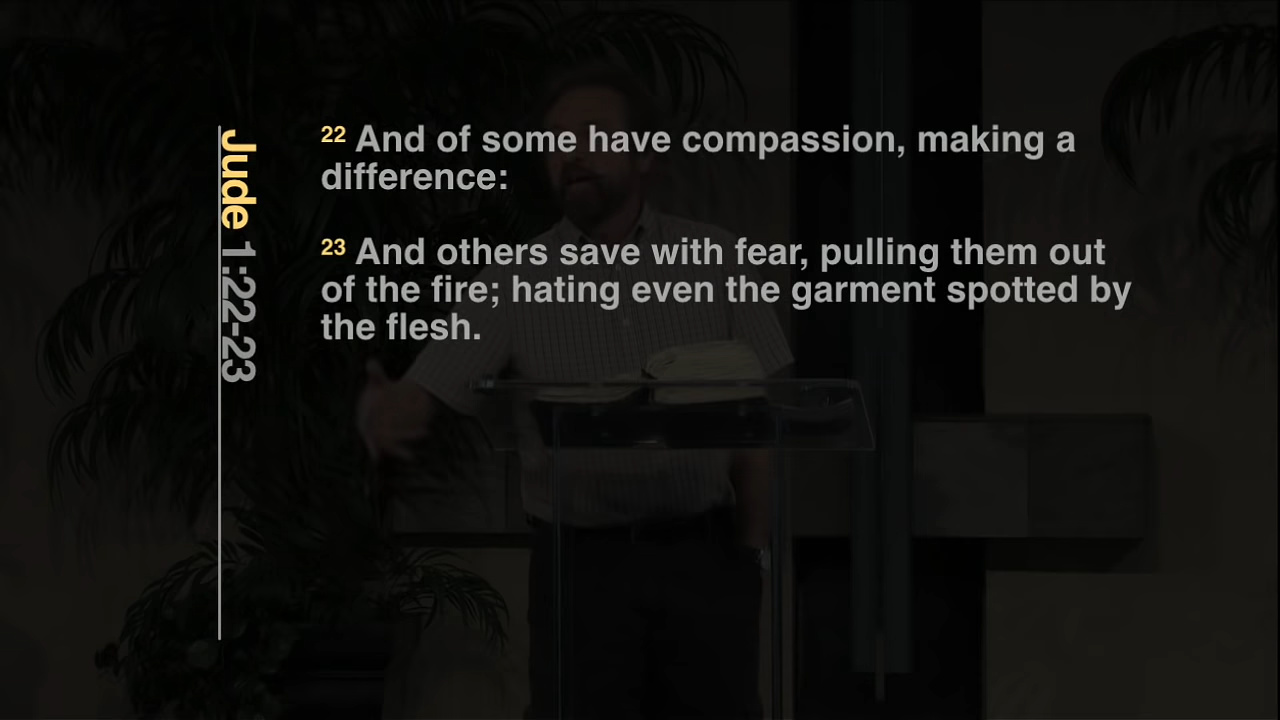 Jude 1:22-23
22 And of some have compassion, making a
difference:
23 And others save with fear, pulling them out
of the fire; hating even the garment spotted by
the flesh.